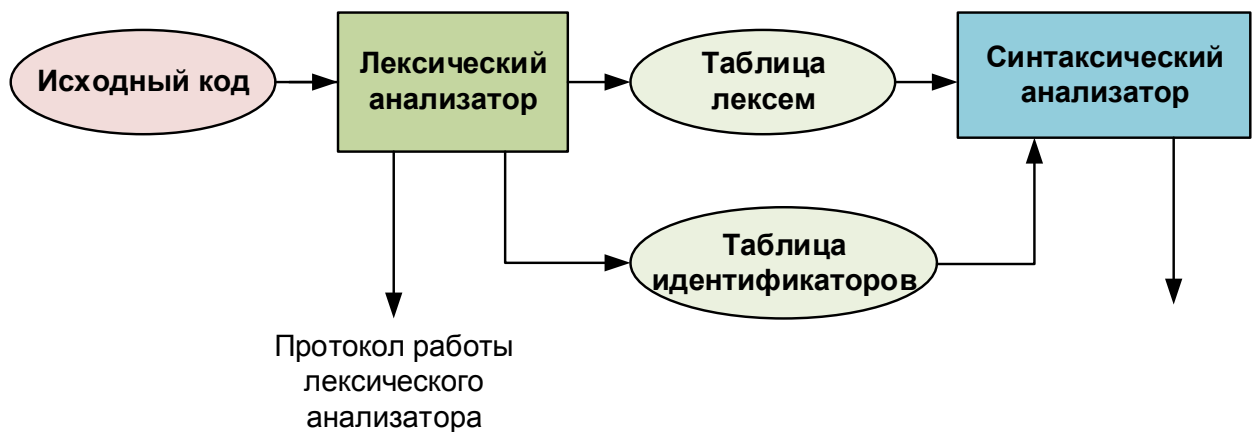 Исходный код
Лексический
анализатор
Таблица
лексем
Синтаксический
анализатор
Таблица
идентификаторов
Протокол работы
лексического
анализатора